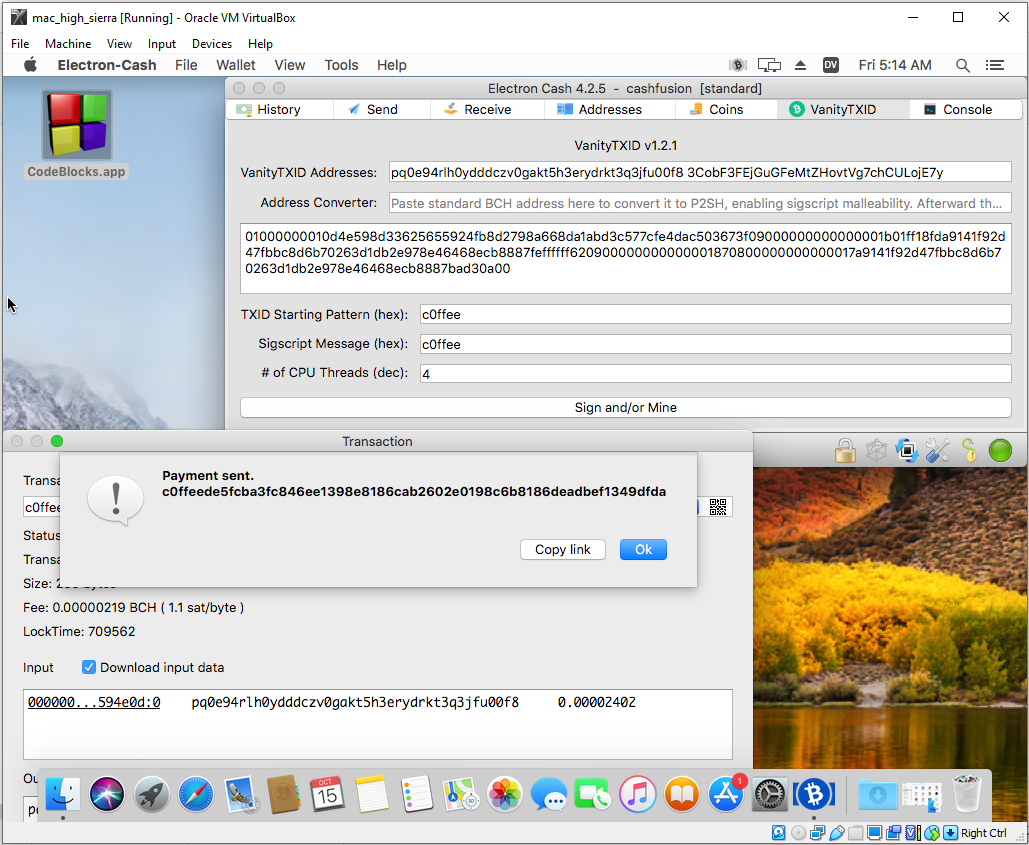 mac_high_sierra [Running] - Oracle VM VirtualBox
File Machine View Input Devices Help
Electron-Cash File Wallet View Tools Help DV Fri 5:14 AM
Electron Cash 4.2.5 - cashfusion [standard]
History Send Receive Addresses Coins VanityTXID Console
CodeBlocks.app
VanityTXID v1.2.1
VanityTXID Addresses: pq0e94rlh0ydddczv0gakt5h3erydrkt3q3jfu00f8 3CobF3FEjGuGFeMtZHovtVg7chCULojE7y
Address Converter: Paste standard BCH address here to convert it to P2SH, enabling sigscript malleability. Afterward th...
01000000010d4e598d33625655924fb8d2798a668da1abd3c577cfe4dac503673f09000000000000001b01ff18fda9141f92d
47fbbc8d6b70263d1db2e978e46468ecb8887feffffff6209000000000000018708000000000000​17a9141f92d47fbbc8d6b
70263d1db2e978e46468ecb8887bad30a00
TXID Starting Pattern (hex): c0ffee
Sigscript Message (hex): c0ffee
# of CPU Threads (dec): 4
Sign and/or Mine
Transaction
Payment sent.
c0ffeede5fcba3fc846ee1398e8186cab2602e0198c6b8186deadbef1349dfda
Copy link Ok
Transa
c0ffee
Status
Transa
Size:
Fee: 0.00000219 BCH ( 1.1 sat/byte )
LockTime: 709562
Input Download input data
000000...594e0d:0 pq0e94rlh0ydddczv0gakt5h3erydrkt3q3jfu00f8 0.00002402
Ou
OCT
15
1
Right Ctrl